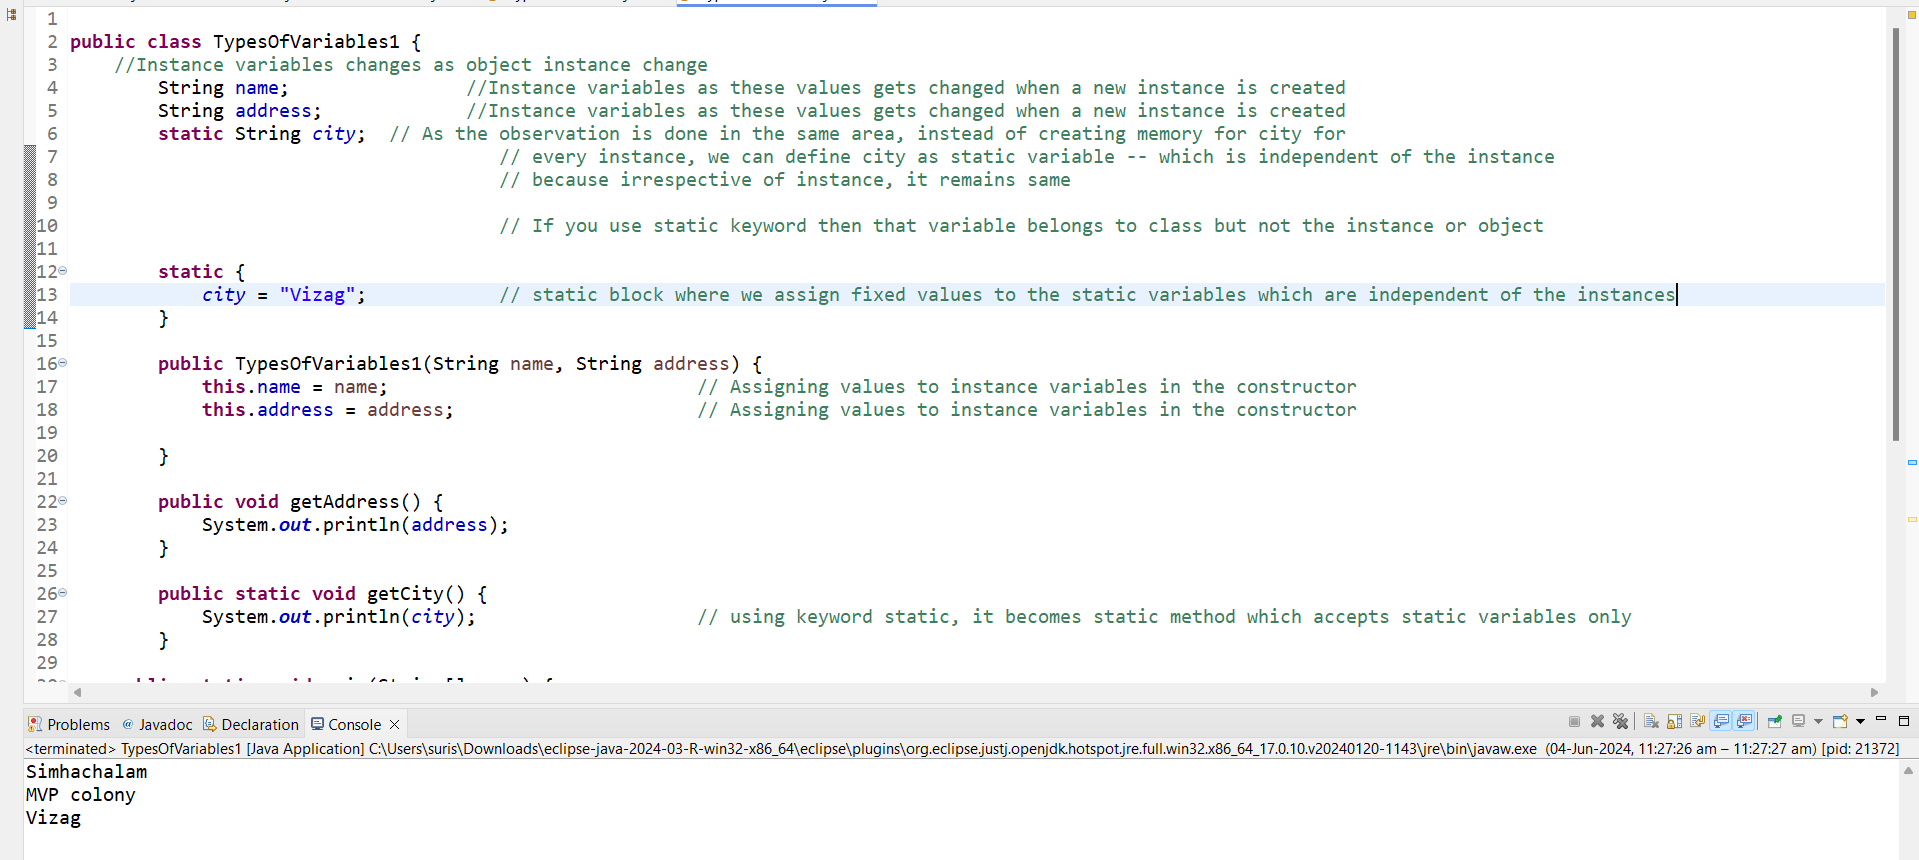 1
2 public class TypesOfVariables1 {
3 //Instance variables changes as object instance change
4 String name; //Instance variables as these values gets changed when a new instance is created
5 String address; //Instance variables as these values gets changed when a new instance is created
6 static String city; // As the observation is done in the same area, instead of creating memory for city for
7 // every instance, we can define city as static variable -- which is independent of the instance
8 // because irrespective of instance, it remains same
9
10 // If you use static keyword then that variable belongs to class but not the instance or object
11
12 static {
13 city = "Vizag"; // static block where we assign fixed values to the static variables which are independent of the instances
14 }
15
16 public TypesOfVariables1(String name, String address) {
17 this.name = name; // Assigning values to instance variables in the constructor
18 this.address = address; // Assigning values to instance variables in the constructor
19
20 }
21
22 public void getAddress() {
23 System.out.println(address);
24 }
25
26 public static void getCity() {
27 System.out.println(city); // using keyword static, it becomes static method which accepts static variables only
28 }
29
Problems @ Javadoc Declaration Console
<terminated> TypesOfVariables1 [Java Application] C:\Users\suris\Downloads\eclipse-java-2024-03-R-win32-x86_64\eclipse\plugins\org.eclipse.justj.openjdk.hotspot.jre.full.win32.x86_64_17.0.10.v20240120-1143\jre\bin\javaw.exe (04-Jun-2024, 11:27:26 am – 11:27:27 am) [pid: 21372]
Simhachalam
MVP colony
Vizag